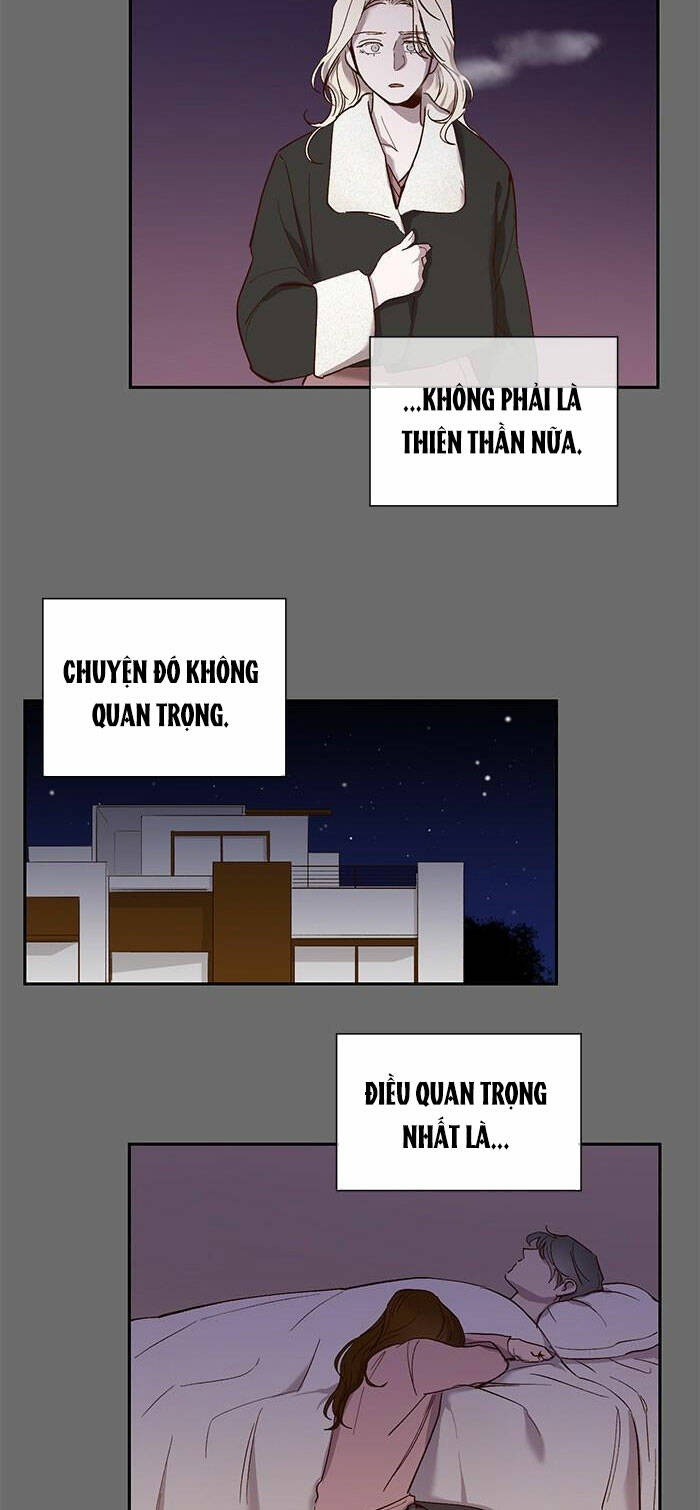 ...KHÔNG PHẢI LÀ
THIÊN THẦN NỮA.
CHUYỆN ĐÓ KHÔNG
QUAN TRỌNG.
ĐIỀU QUAN TRỌNG
NHẤT LÀ...